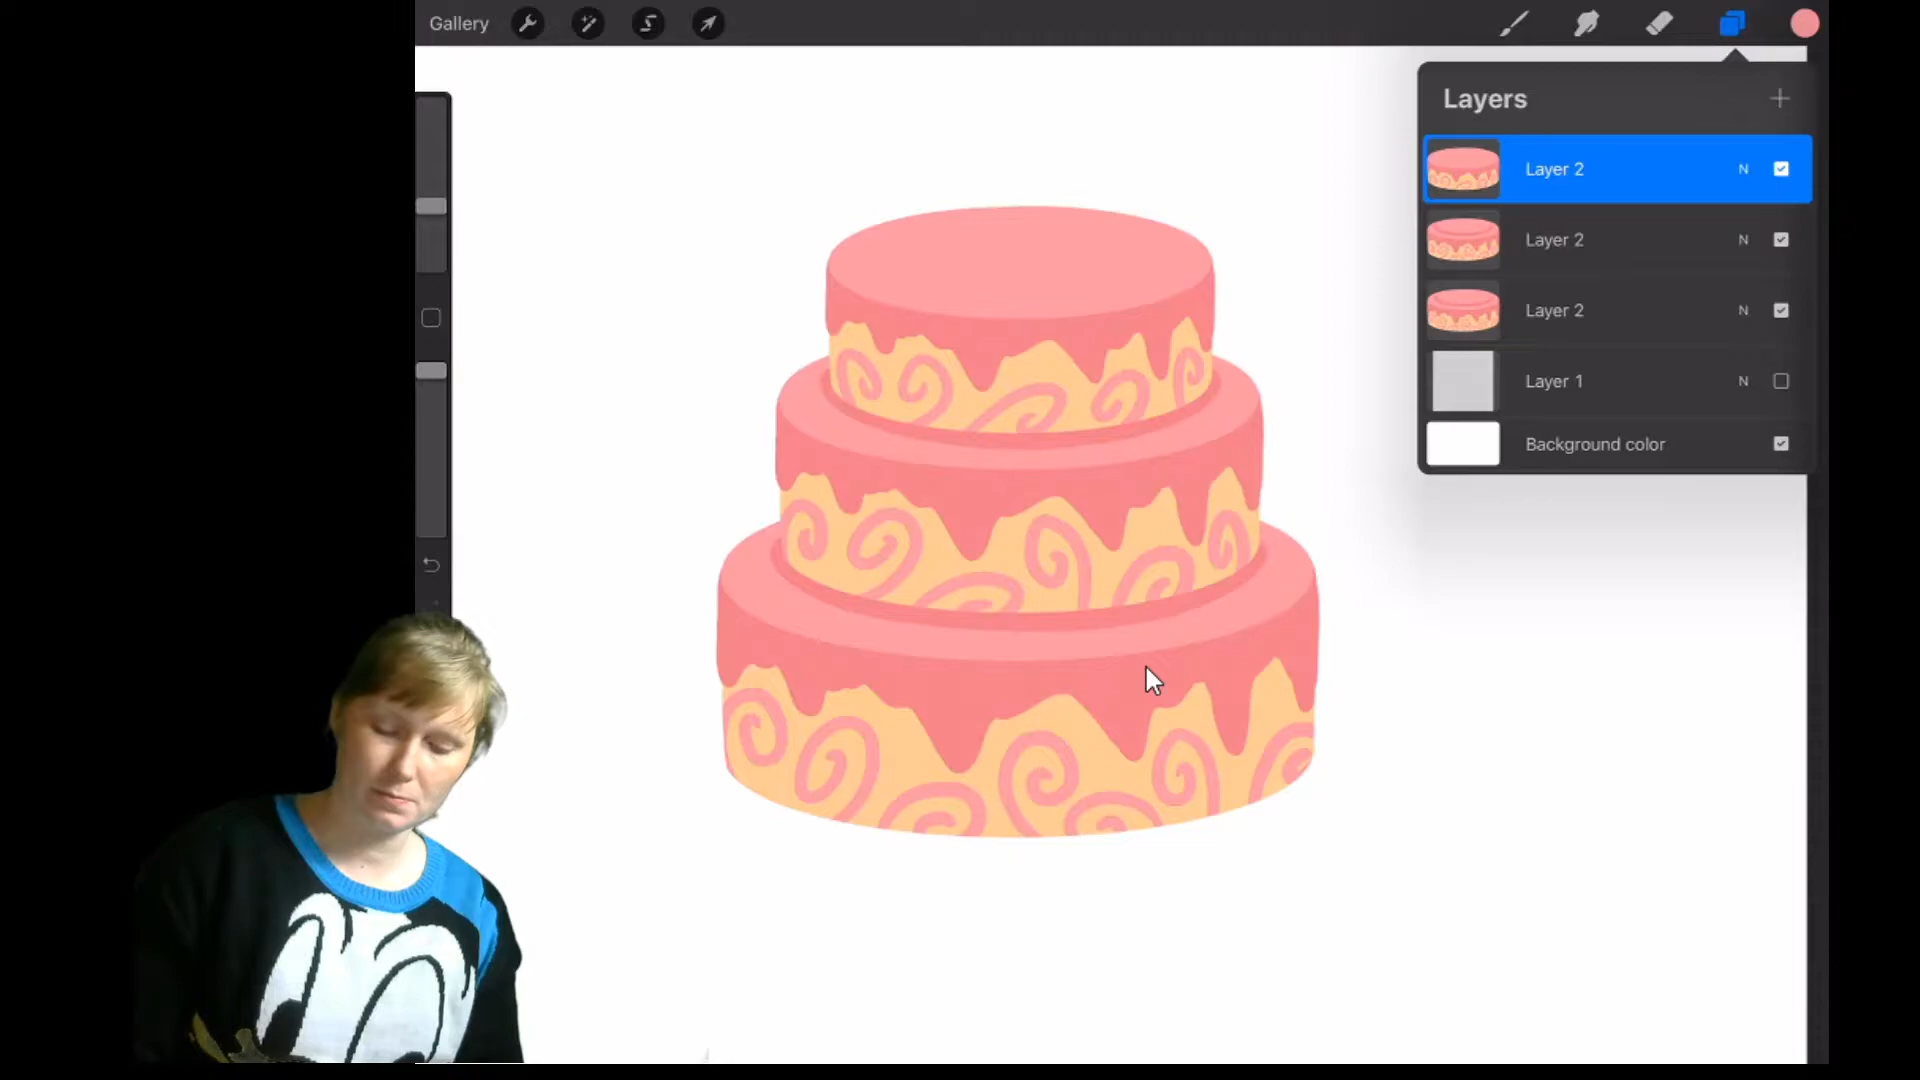 Gallery
Layers
Layer 2 N
Layer 2 N
Layer 2 N
Layer 1 N
Background color